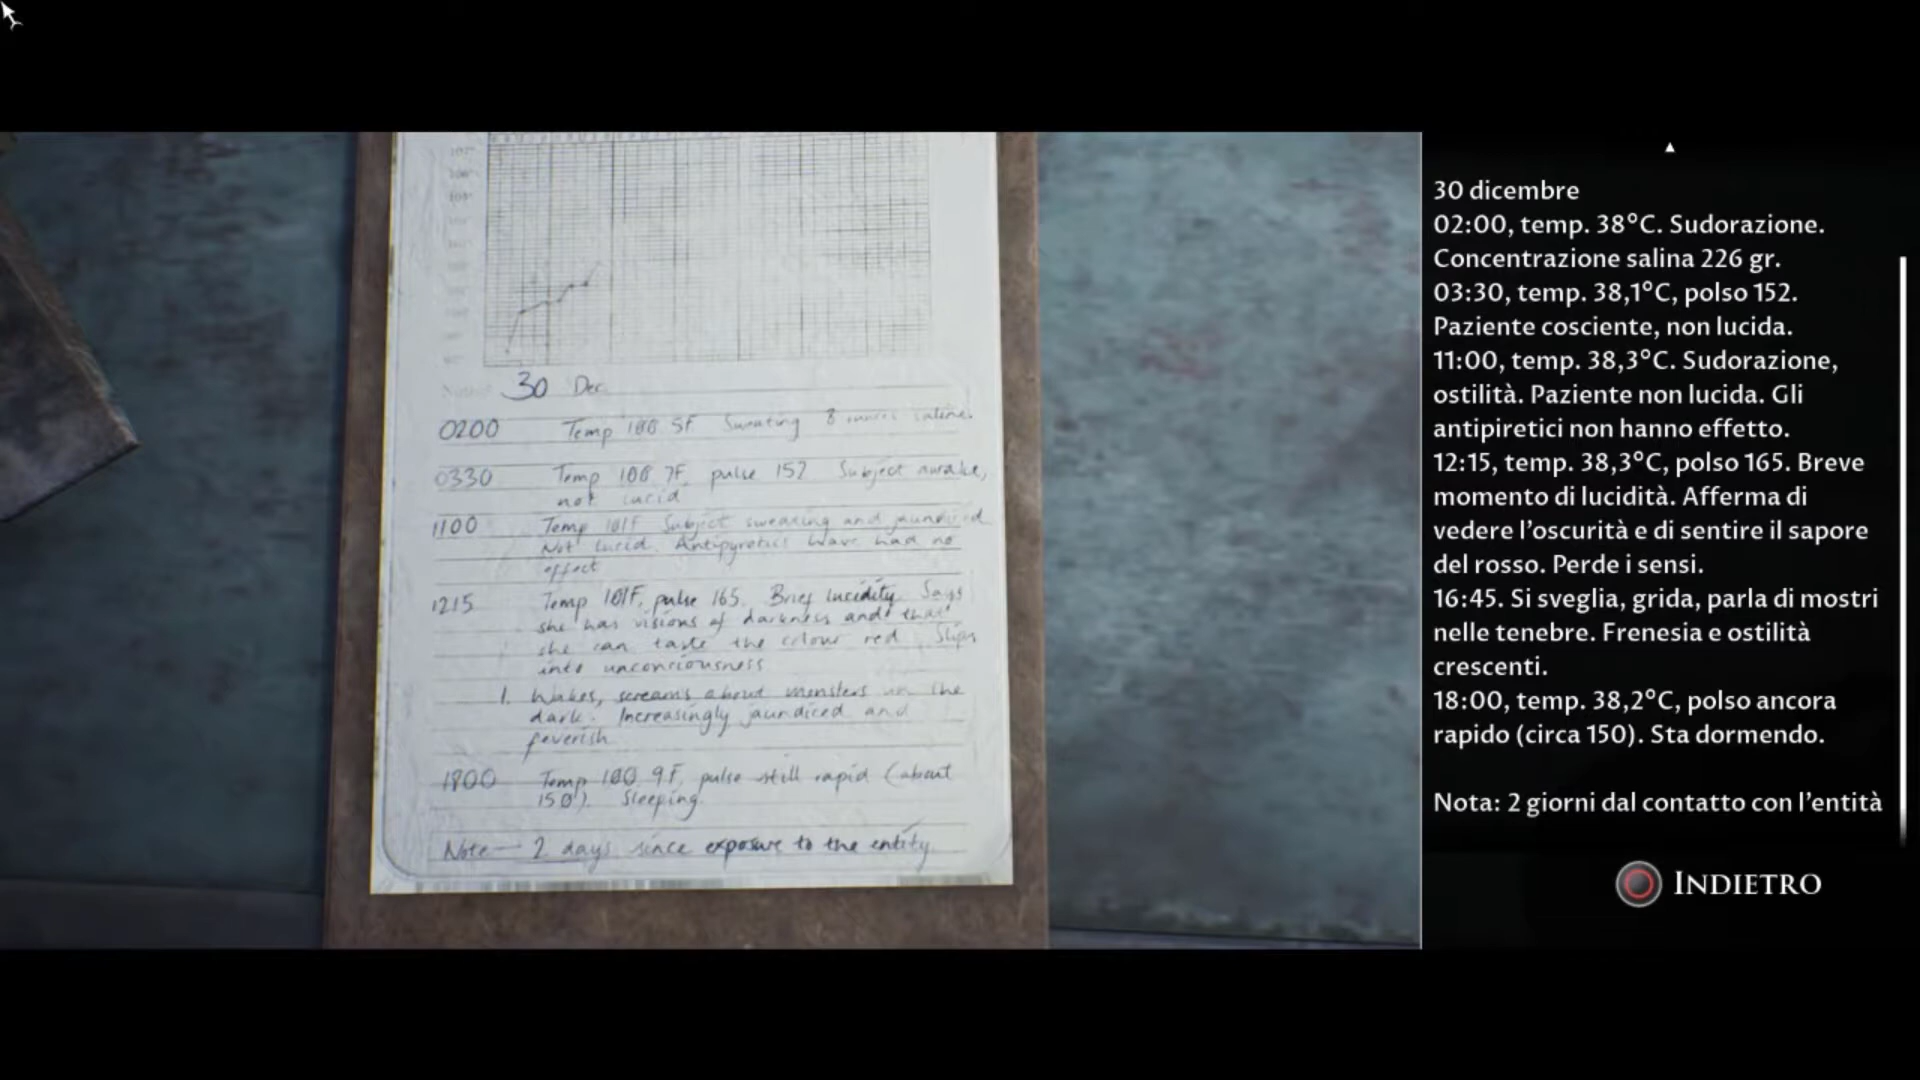 30 Dec
0200 Temp 100 5F Sweating 8 ounces saline.
0330 Temp 100 7F, pulse 152 Subject awake,
not lucid
1100 Temp 101F Subject sweating and jaundiced
Not lucid. Antipyretics have had no
effect
1215 Temp 101F, pulse 165. Brief lucidity. Says
she has visions of darkness and that
she can taste the colour red. Slips
into unconciousness
1. Wakes, screams about monsters in the
dark. Increasingly jaundiced and
feverish
1800 Temp 100 9F, pulse still rapid (about
150). Sleeping.
Note - 2 days since exposure to the entity
30 dicembre
02:00, temp. 38°C. Sudorazione.
Concentrazione salina 226 gr.
03:30, temp. 38,1°C, polso 152.
Paziente cosciente, non lucida.
11:00, temp. 38,3°C. Sudorazione,
ostilità. Paziente non lucida. Gli
antipiretici non hanno effetto.
12:15, temp. 38,3°C, polso 165. Breve
momento di lucidità. Afferma di
vedere l'oscurità e di sentire il sapore
del rosso. Perde i sensi.
16:45. Si sveglia, grida, parla di mostri
nelle tenebre. Frenesia e ostilità
crescenti.
18:00, temp. 38,2°C, polso ancora
rapido (circa 150). Sta dormendo.
Nota: 2 giorni dal contatto con l'entità
INDIETRO